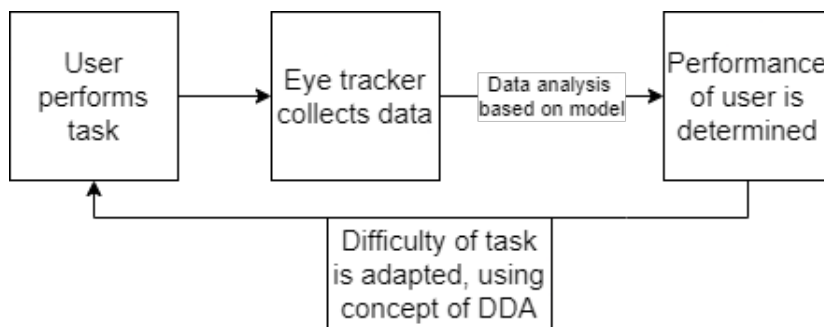 User
performs
task
Eye tracker
collects data
Data analysis
based on model
Performance
of user is
determined
Difficulty of task
is adapted, using
concept of DDA